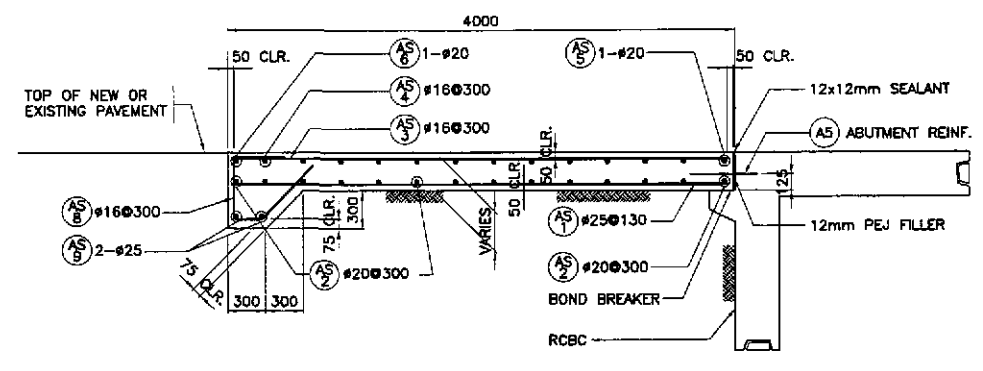 4000
50 CLR.
AS 6 1-ø20
AS 5 1-ø20
50 CLR.
TOP OF NEW OR
EXISTING PAVEMENT
AS 4 ø16@300
12x12mm SEALANT
AS 3 ø16@300
A5 ABUTMENT REINF.
CLR.
50
50 CLR
25
AS 8 ø16@300
AS 9 2-ø25
300
75 CLR.
VARIES
AS 1 ø25@130
12mm PEJ FILLER
75 CLR.
AS 2 ø20@300
AS 2 ø20@300
300 300
BOND BREAKER
RCBC